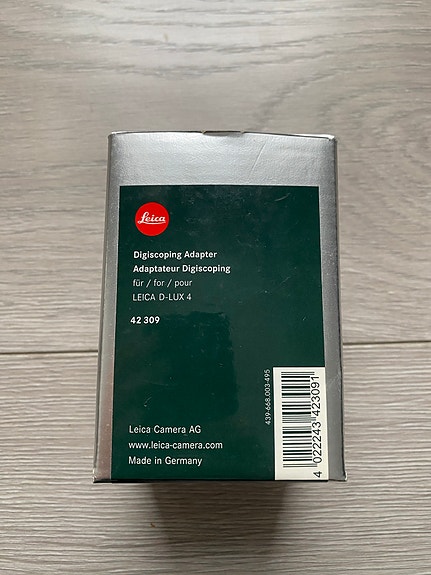 Leica
Digiscoping Adapter
Adaptateur Digiscoping
für / for / pour
LEICA D-LUX 4
42 309
439-668.003-495
4 022243 423091
Leica Camera AG
www.leica-camera.com
Made in Germany